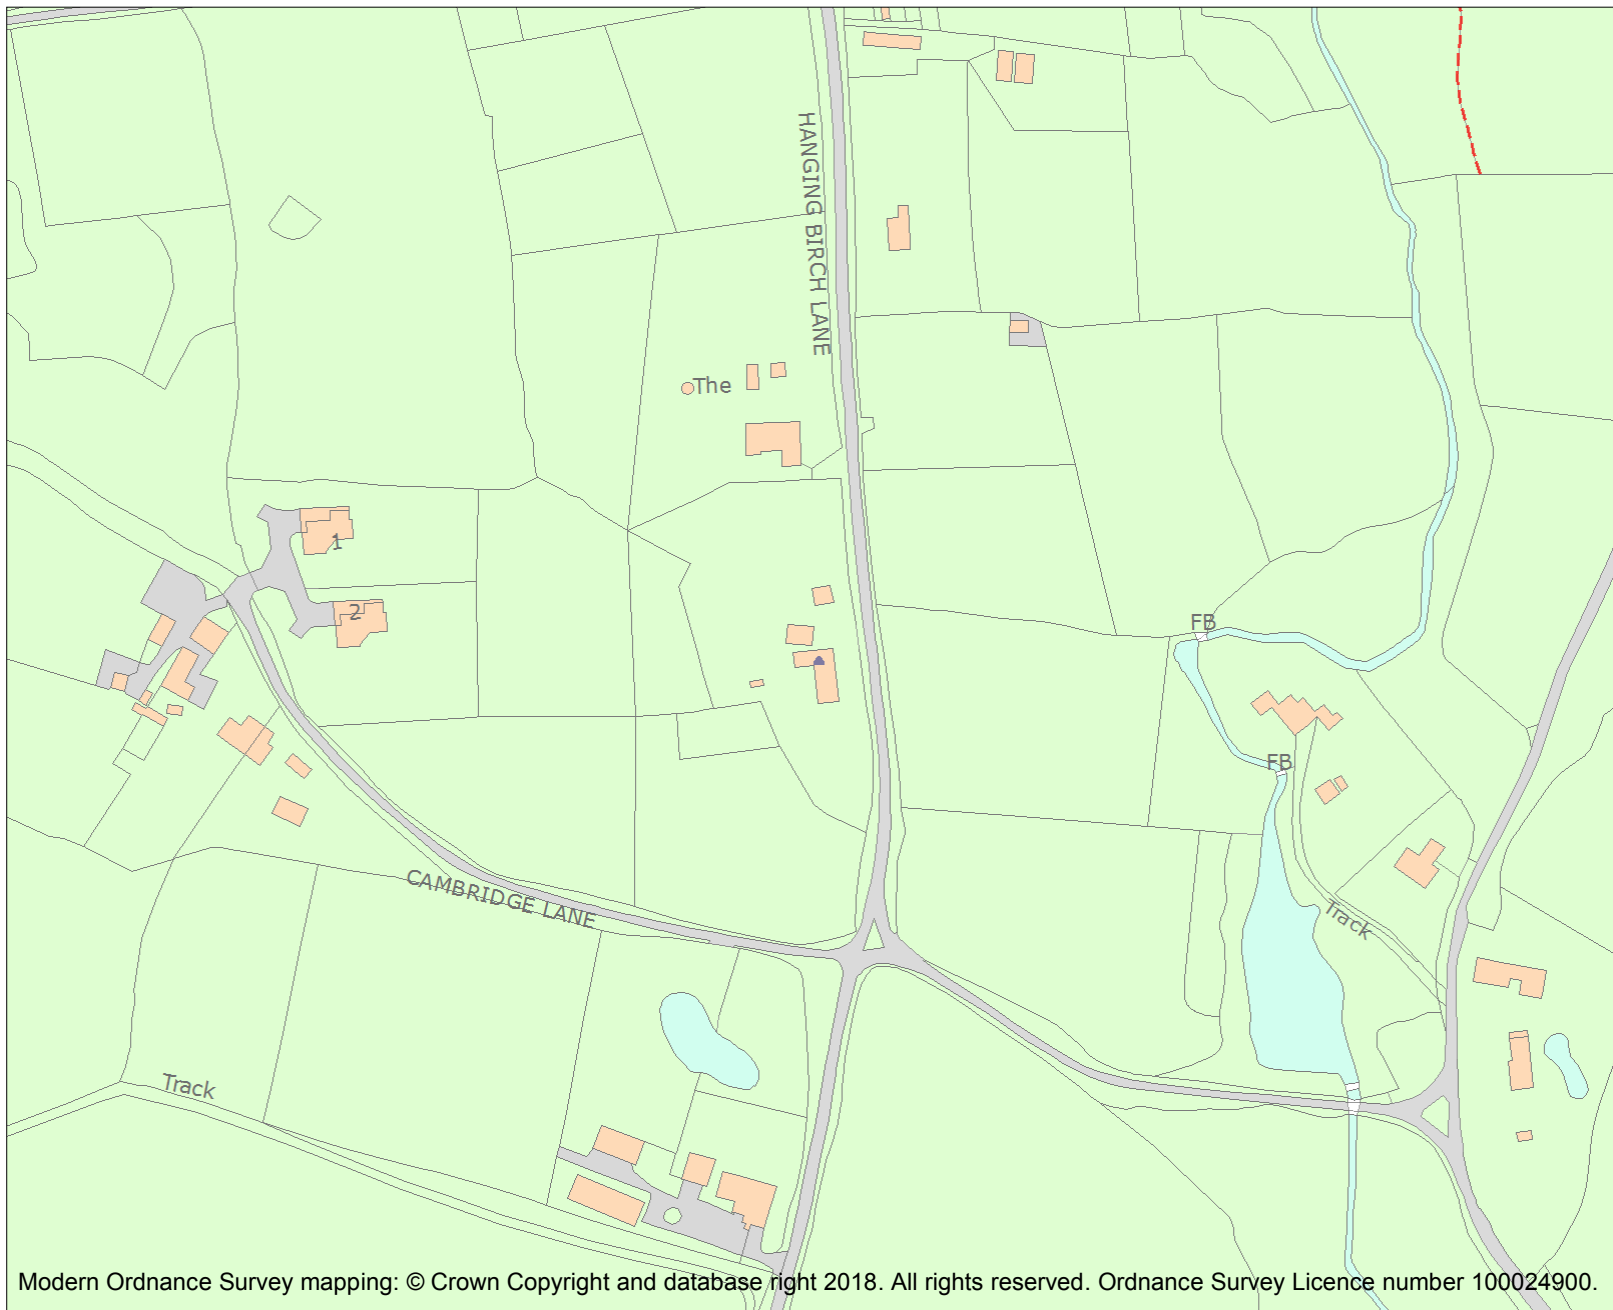 HANGING BIRCH LANE
The
1
2
FB
FB
CAMBRIDGE LANE
Track
Track
Modern Ordnance Survey mapping: © Crown Copyright and database right 2018. All rights reserved. Ordnance Survey Licence number 100024900.